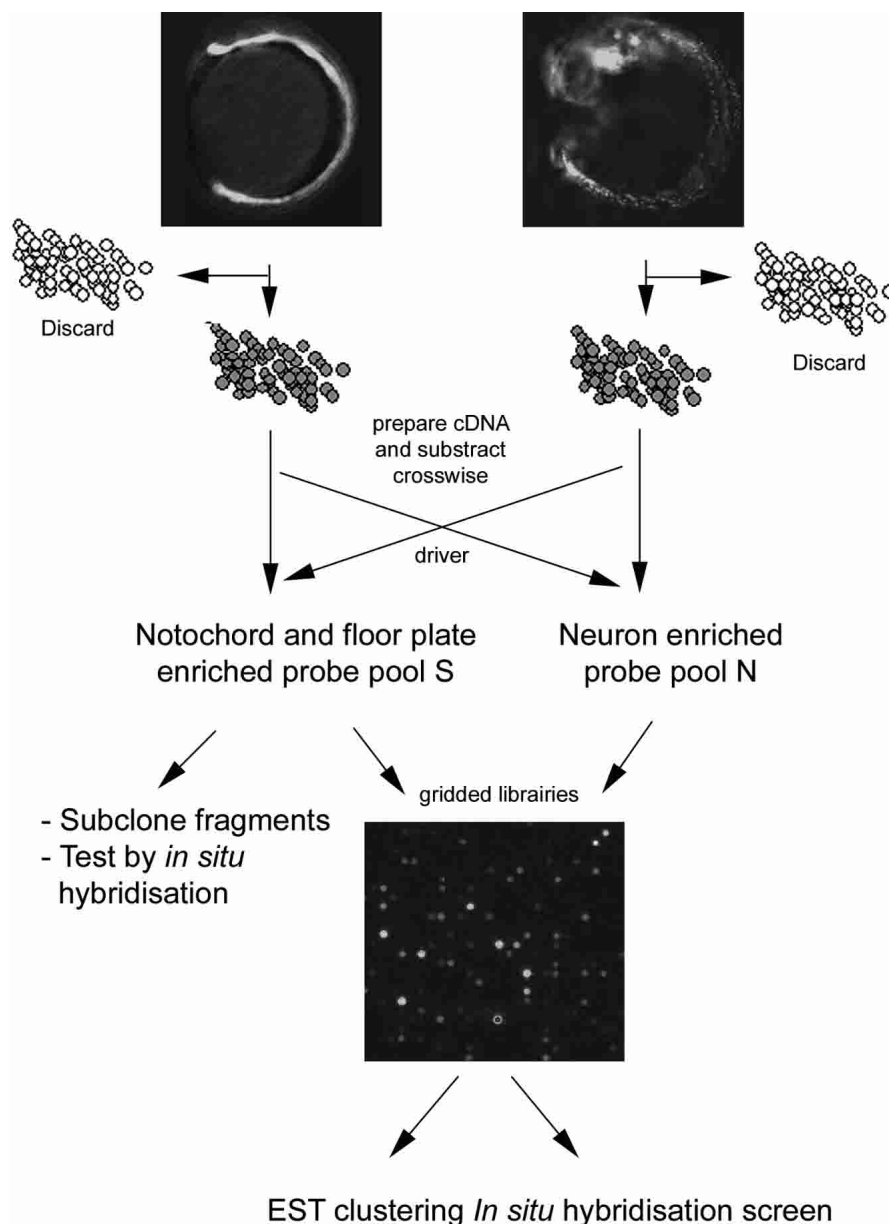 Discard
Discard
prepare cDNA
and substract
crosswise
driver
Notochord and floor plate
enriched probe pool S
Neuron enriched
probe pool N
gridded librairies
- Subclone fragments
- Test by in situ
hybridisation
EST clustering In situ hybridisation screen